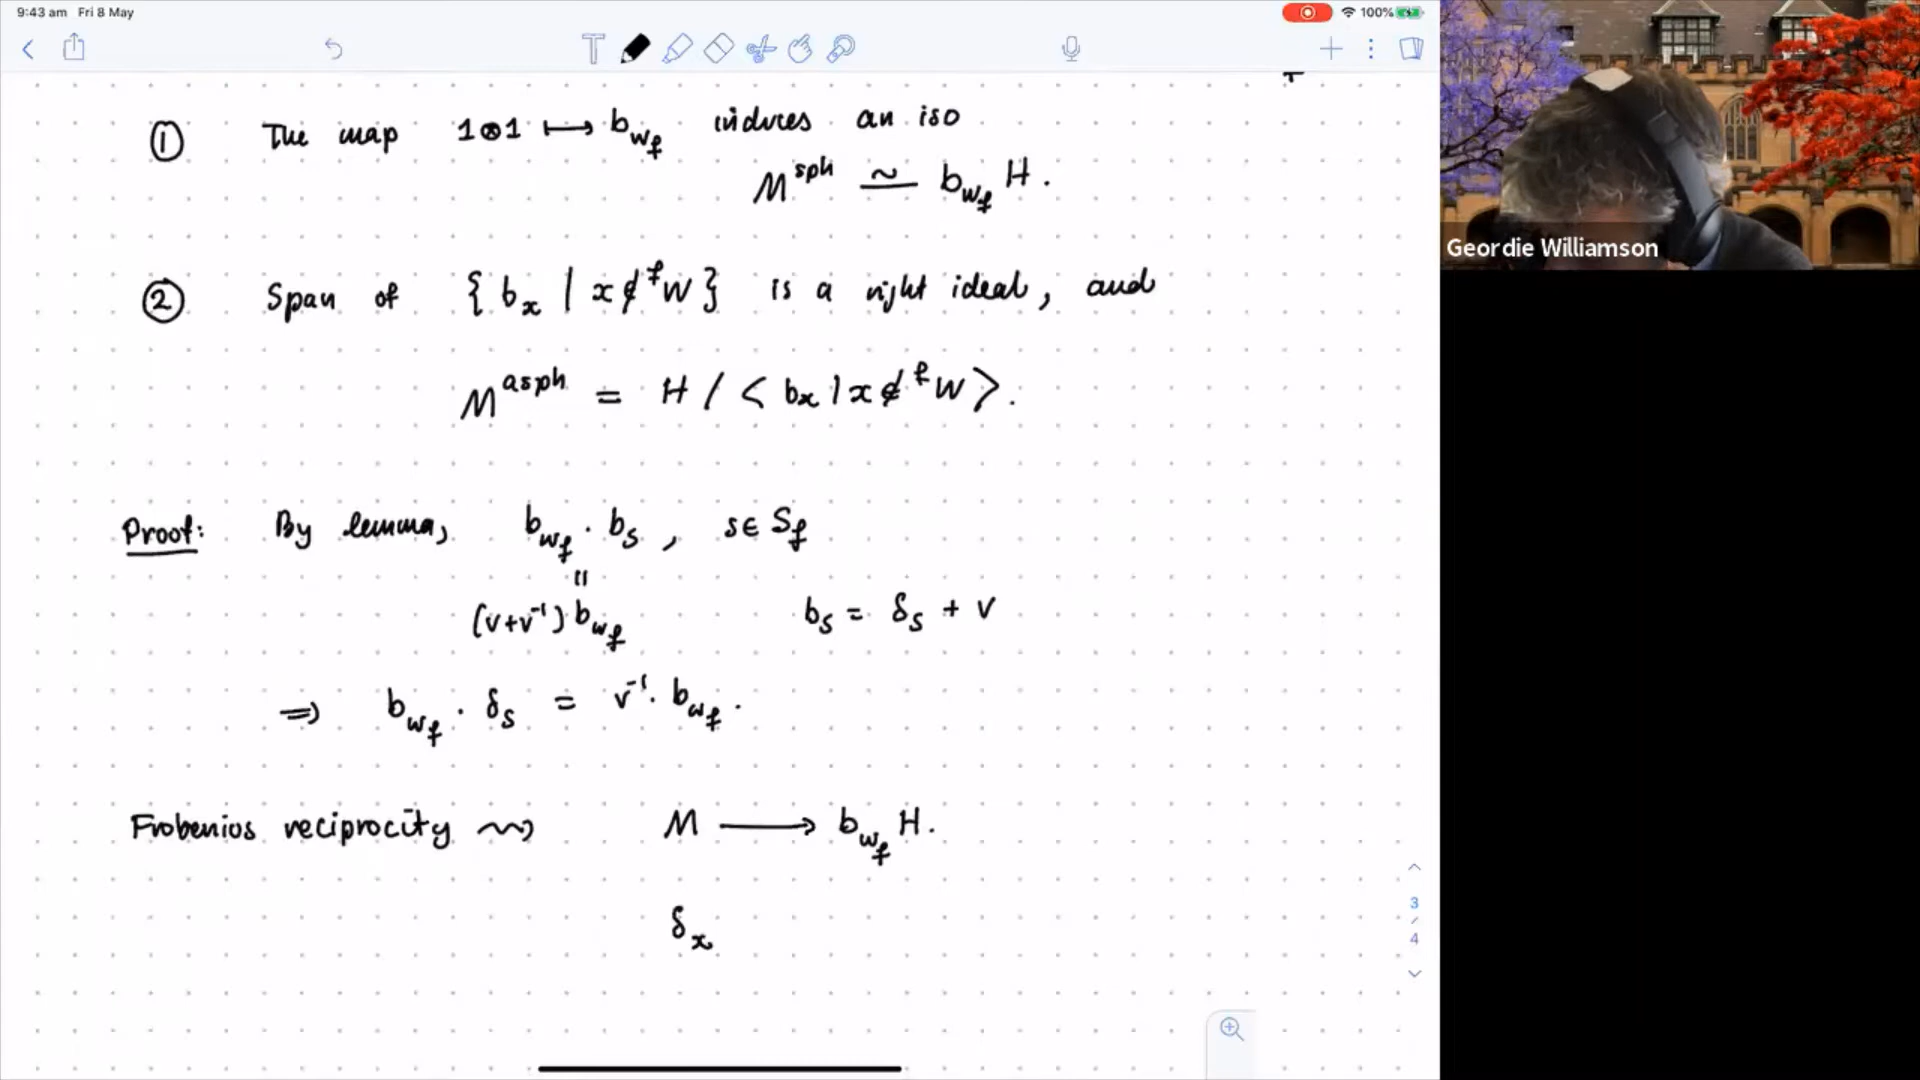 9:43 am Fri 8 May
100%
① The map 1⊗1 ⟼ b_{w_f} induces an iso
M^{sph} ≃ b_{w_f} H.
② Span of { b_x | x ∉ ^fW } is a right ideal, and
M^{asph} = H / < b_x | x ∉ ^fW >.
Proof: By lemma, b_{w_f} · b_s , s ∈ S_f
"
(v+v^{-1}) b_{w_f} b_s = δ_s + v
⇒ b_{w_f} · δ_s = v^{-1} · b_{w_f} .
Frobenius reciprocity ⇝ M ⟶ b_{w_f} H.
δ_x
3
/
4
Geordie Williamson